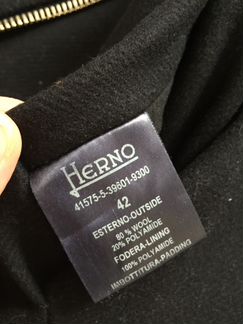 HERNO
41575-5-39601-9300
42
ESTERNO-OUTSIDE
80 % WOOL
20% POLYAMIDE
FODERA-LINING
100% POLYAMIDE
IMBOTTITURA-PADDING